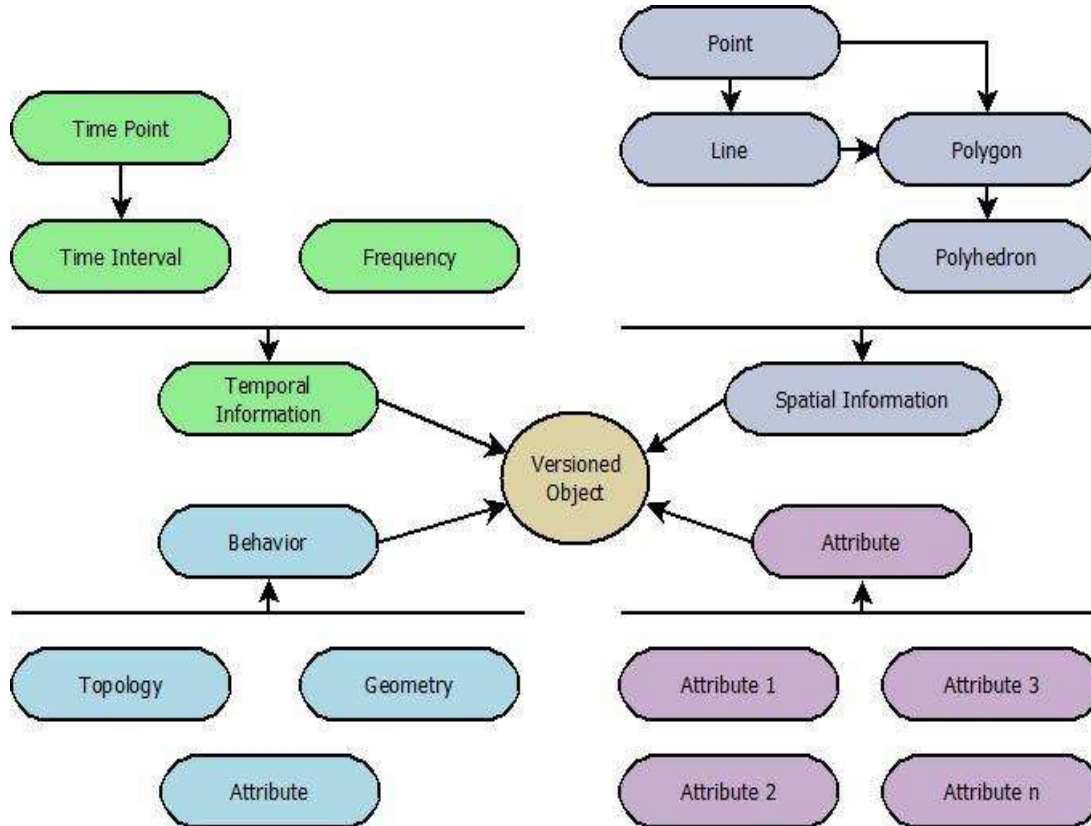 Point
Time Point
Line
Polygon
Time Interval
Frequency
Polyhedron
Temporal
Information
Spatial Information
Versioned
Object
Behavior
Attribute
Topology
Geometry
Attribute 1
Attribute 3
Attribute
Attribute 2
Attribute n